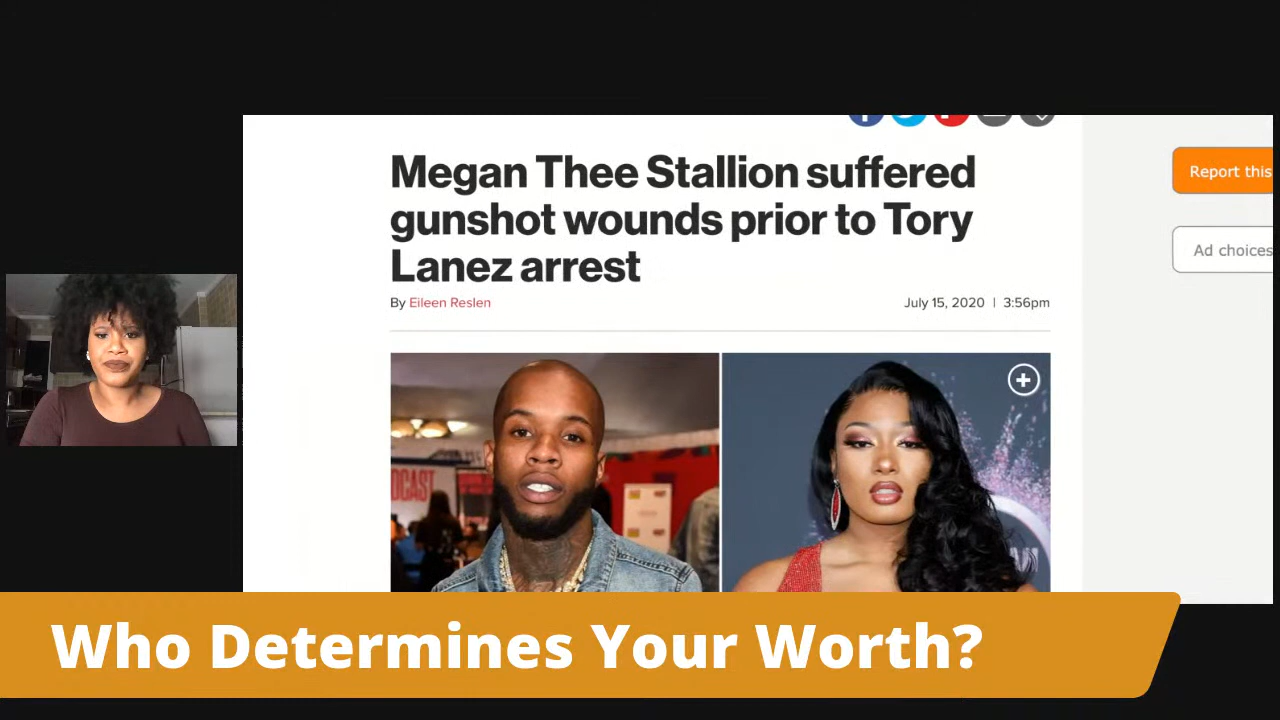 Megan Thee Stallion suffered
gunshot wounds prior to Tory
Lanez arrest
By Eileen Reslen
July 15, 2020 | 3:56pm
Report this
Ad choices
DCAST
Who Determines Your Worth?